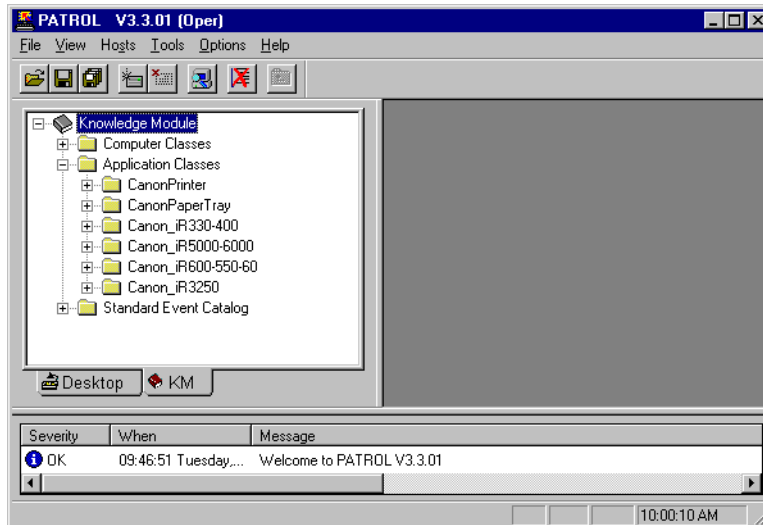 PATROL V3.3.01 (Oper)
File View Hosts Tools Options Help
Knowledge Module
Computer Classes
Application Classes
CanonPrinter
CanonPaperTray
Canon_iR330-400
Canon_iR5000-6000
Canon_iR600-550-60
Canon_iR3250
Standard Event Catalog
Desktop KM
Severity When Message
OK 09:46:51 Tuesday,... Welcome to PATROL V3.3.01
10:00:10 AM